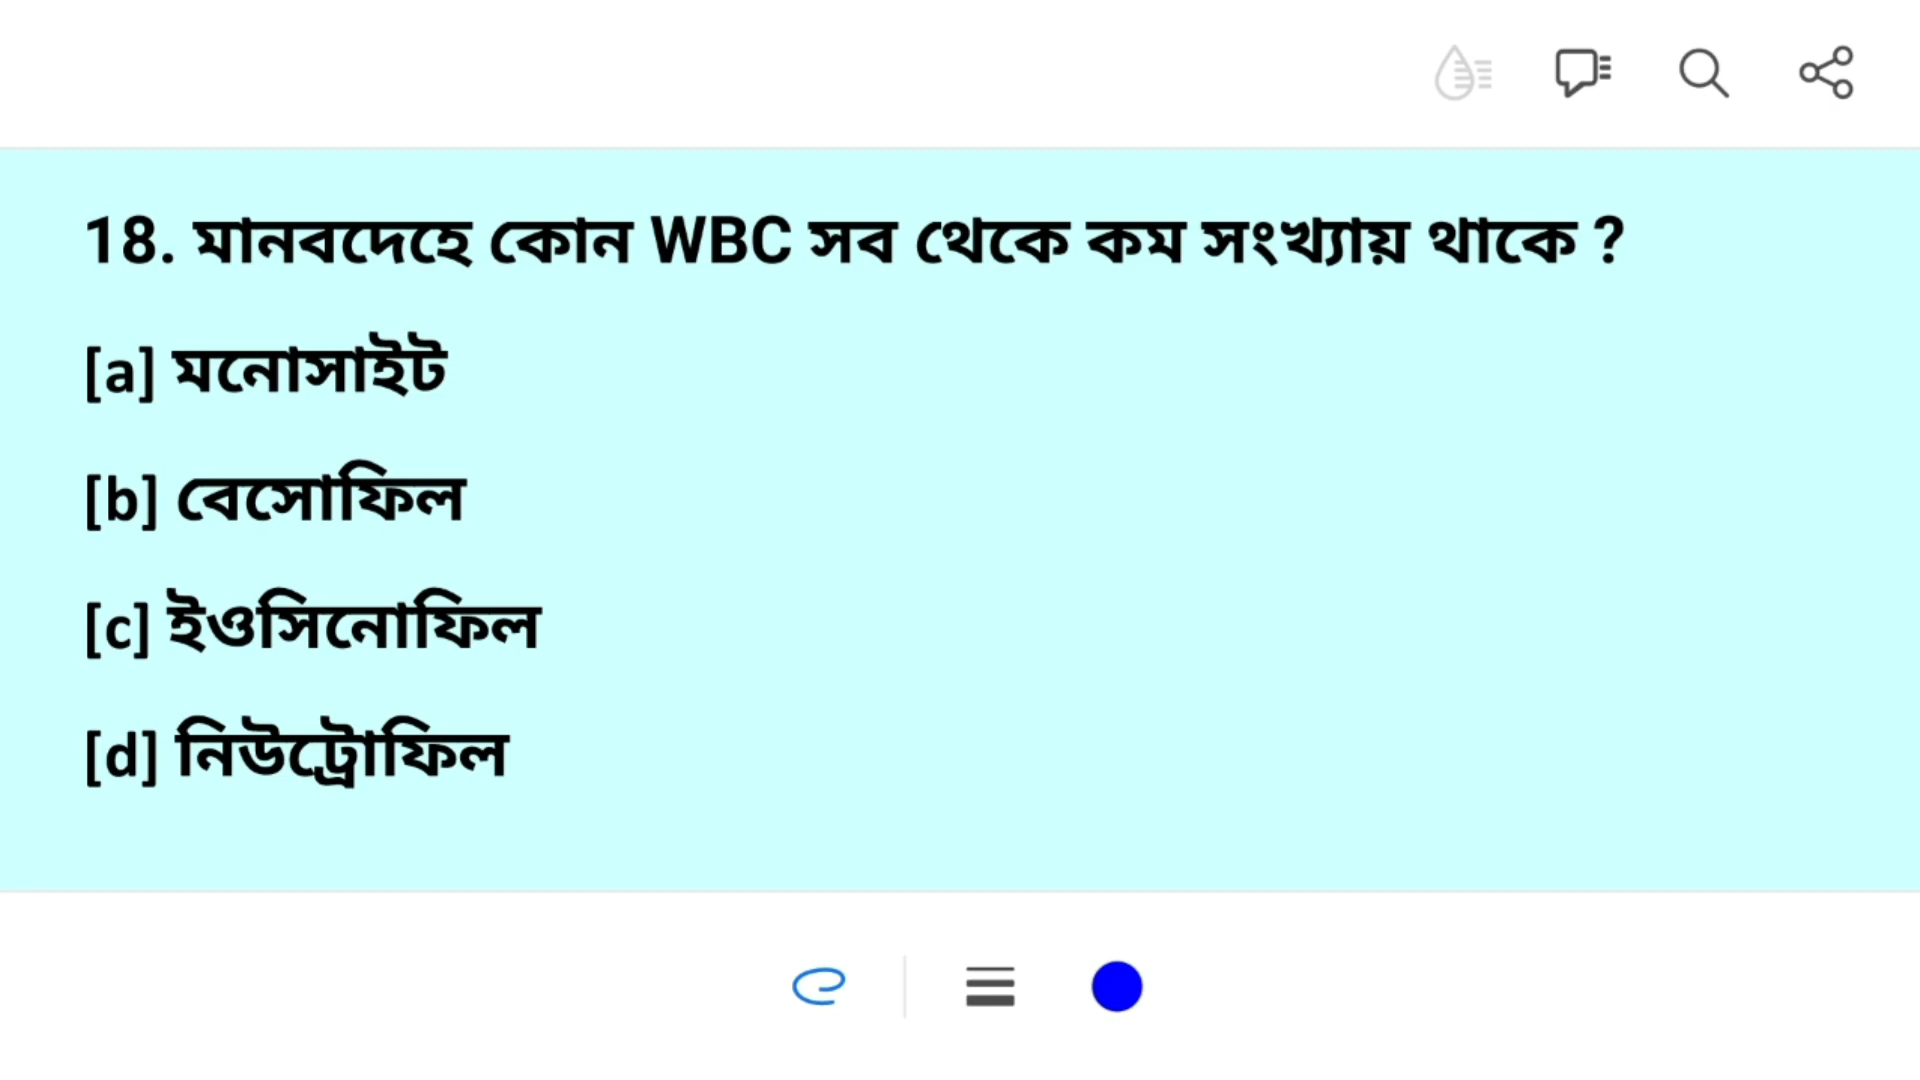 18. মানবদেহে কোন WBC সব থেকে কম সংখ্যায় থাকে ?
[a] মনোসাইট
[b] বেসোফিল
[c] ইওসিনোফিল
[d] নিউট্রোফিল